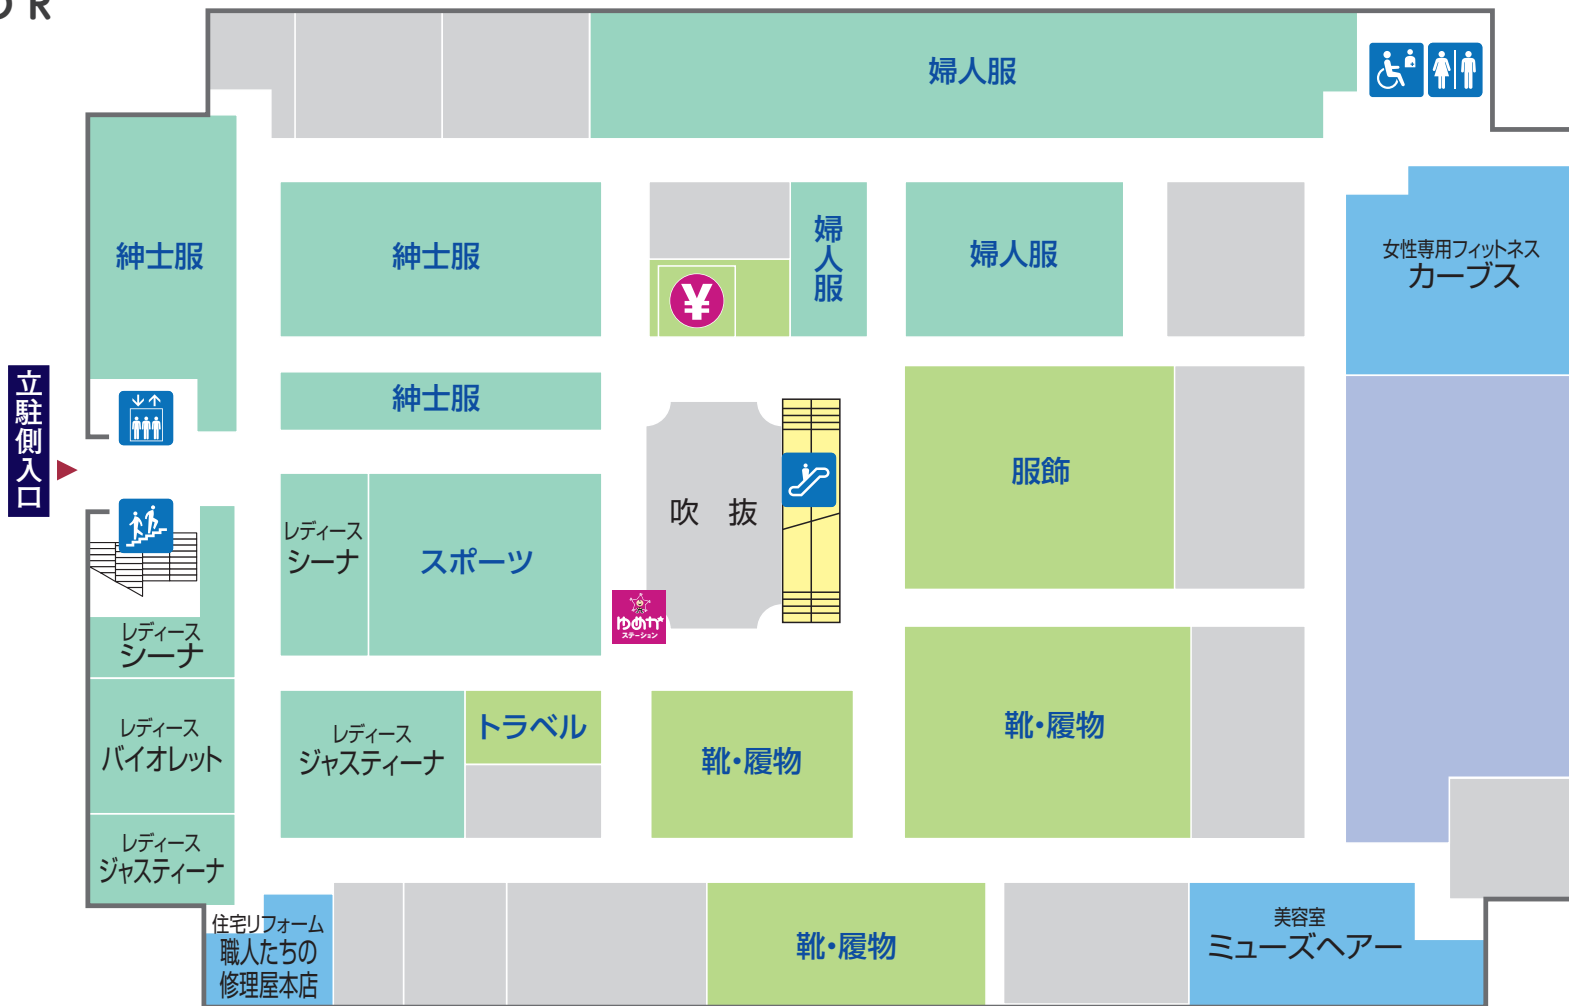 OR
婦人服
紳士服
紳士服
婦人服
婦人服
女性専用フィットネス
カーブス
¥
立駐側入口
紳士服
服飾
吹 抜
レディース
シーナ
スポーツ
ゆめか
ステーション
レディース
シーナ
レディース
バイオレット
レディース
ジャスティーナ
トラベル
靴・履物
靴・履物
レディース
ジャスティーナ
住宅リフォーム
職人たちの
修理屋本店
靴・履物
美容室
ミューズヘアー